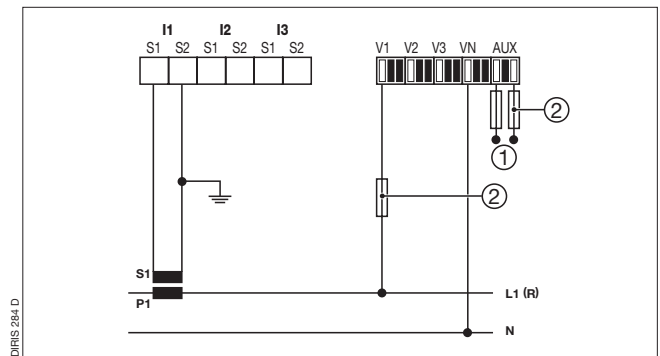 I1 I2 I3
S1 S2 S1 S2 S1 S2
V1 V2 V3 VN AUX
2
1
2
S1
P1
L1 (R)
N
DIRIS 284 D